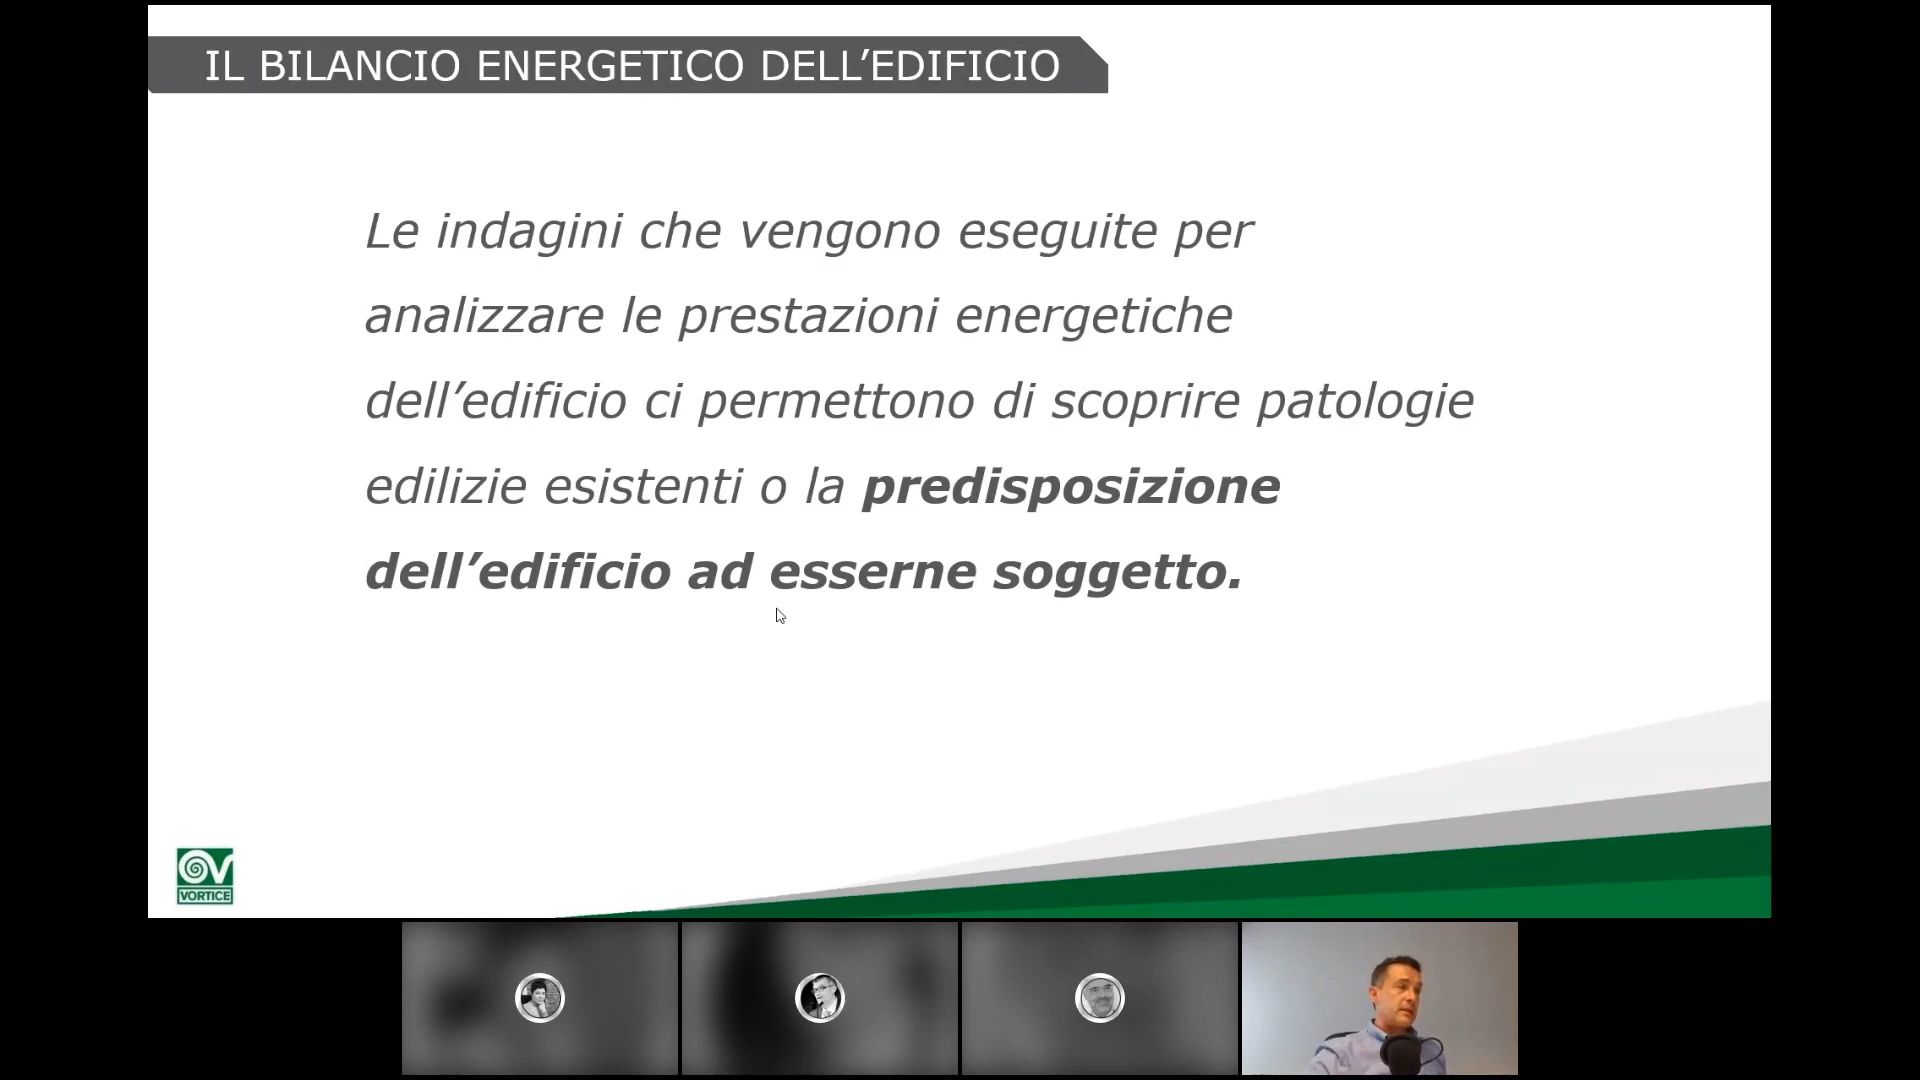 IL BILANCIO ENERGETICO DELL’EDIFICIO
Le indagini che vengono eseguite per
analizzare le prestazioni energetiche
dell’edificio ci permettono di scoprire patologie
edilizie esistenti o la predisposizione
dell’edificio ad esserne soggetto.
VORTICE